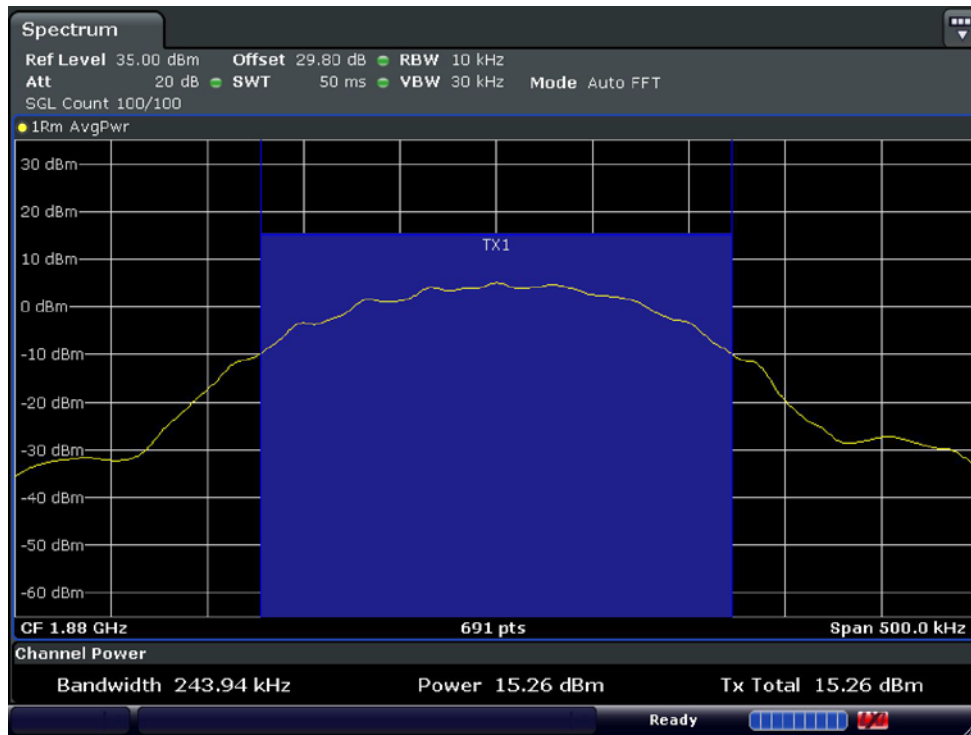 Spectrum
Ref Level 35.00 dBm Offset 29.80 dB RBW 10 kHz
Att 20 dB SWT 50 ms VBW 30 kHz Mode Auto FFT
SGL Count 100/100
1Rm AvgPwr
30 dBm
20 dBm
TX1
10 dBm
0 dBm
-10 dBm
-20 dBm
-30 dBm
-40 dBm
-50 dBm
-60 dBm
CF 1.88 GHz 691 pts Span 500.0 kHz
Channel Power
Bandwidth 243.94 kHz Power 15.26 dBm Tx Total 15.26 dBm
Ready